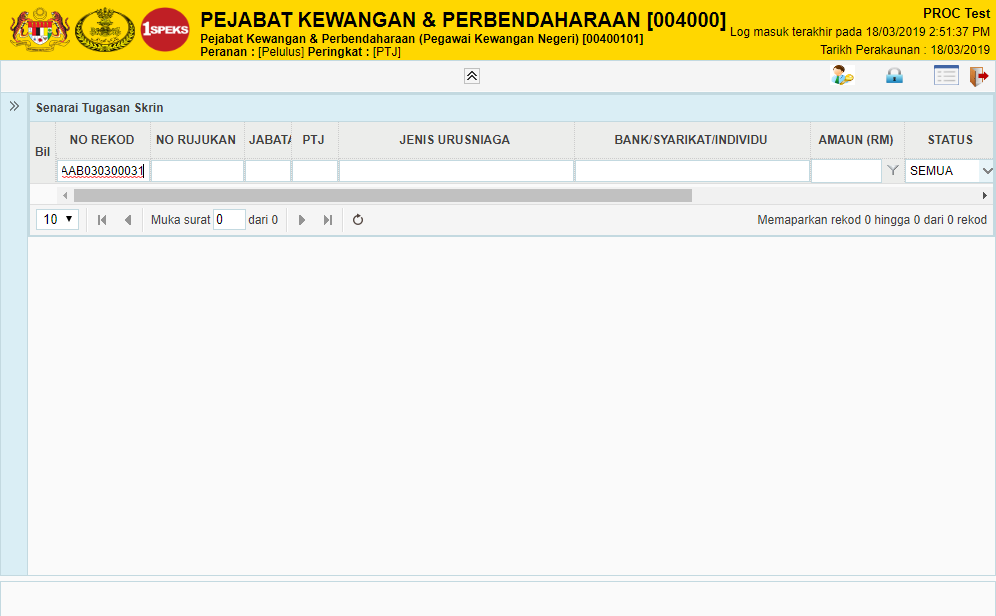 1SPEKS
PEJABAT KEWANGAN & PERBENDAHARAAN [004000]
Pejabat Kewangan & Perbendaharaan (Pegawai Kewangan Negeri) [00400101]
Peranan : [Pelulus] Peringkat : [PTJ]
PROC Test
Log masuk terakhir pada 18/03/2019 2:51:37 PM
Tarikh Perakaunan : 18/03/2019
Senarai Tugasan Skrin
Bil NO REKOD NO RUJUKAN JABATA PTJ JENIS URUSNIAGA BANK/SYARIKAT/INDIVIDU AMAUN (RM) STATUS
AAB030300031 SEMUA
10 Muka surat 0 dari 0 Memaparkan rekod 0 hingga 0 dari 0 rekod